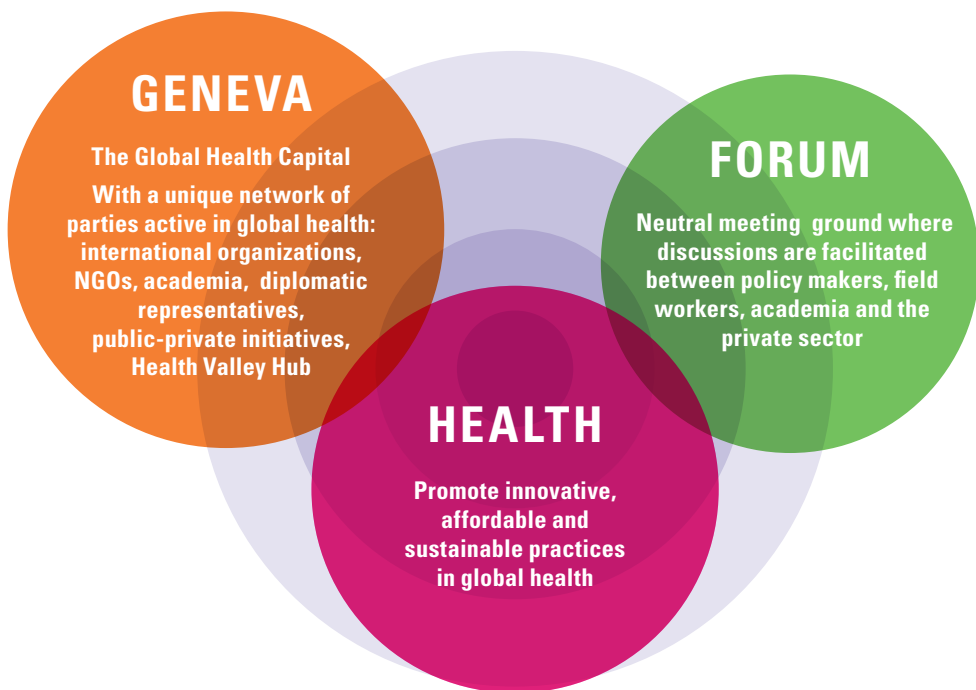 GENEVA
The Global Health Capital
With a unique network of
parties active in global health:
international organizations,
NGOs, academia, diplomatic
representatives,
public-private initiatives,
Health Valley Hub
FORUM
Neutral meeting ground where
discussions are facilitated
between policy makers, field
workers, academia and the
private sector
HEALTH
Promote innovative,
affordable and
sustainable practices
in global health